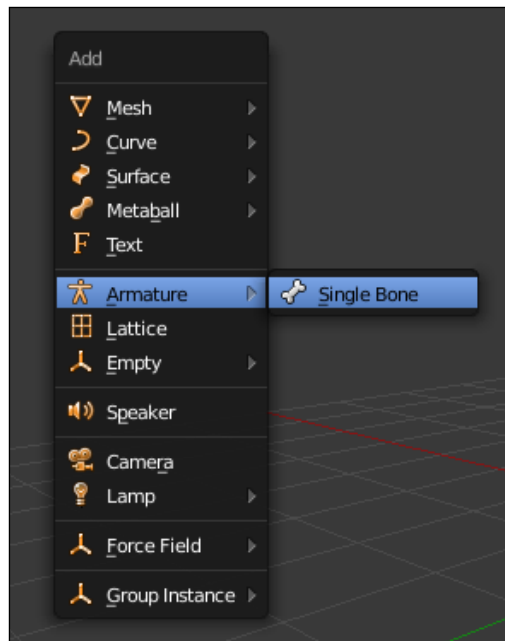 Add
Mesh
Curve
Surface
Metaball
Text
Armature
Single Bone
Lattice
Empty
Speaker
Camera
Lamp
Force Field
Group Instance